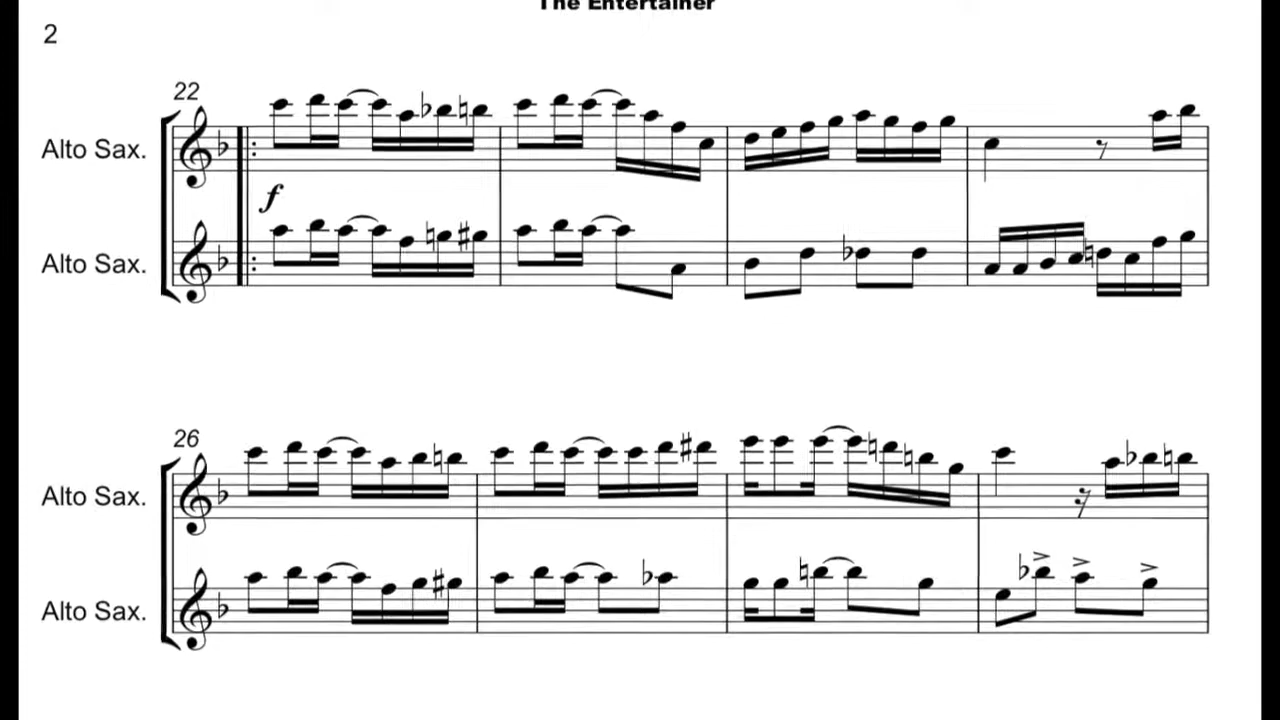 The Entertainer
2
22
Alto Sax.
f
Alto Sax.
26
Alto Sax.
Alto Sax.